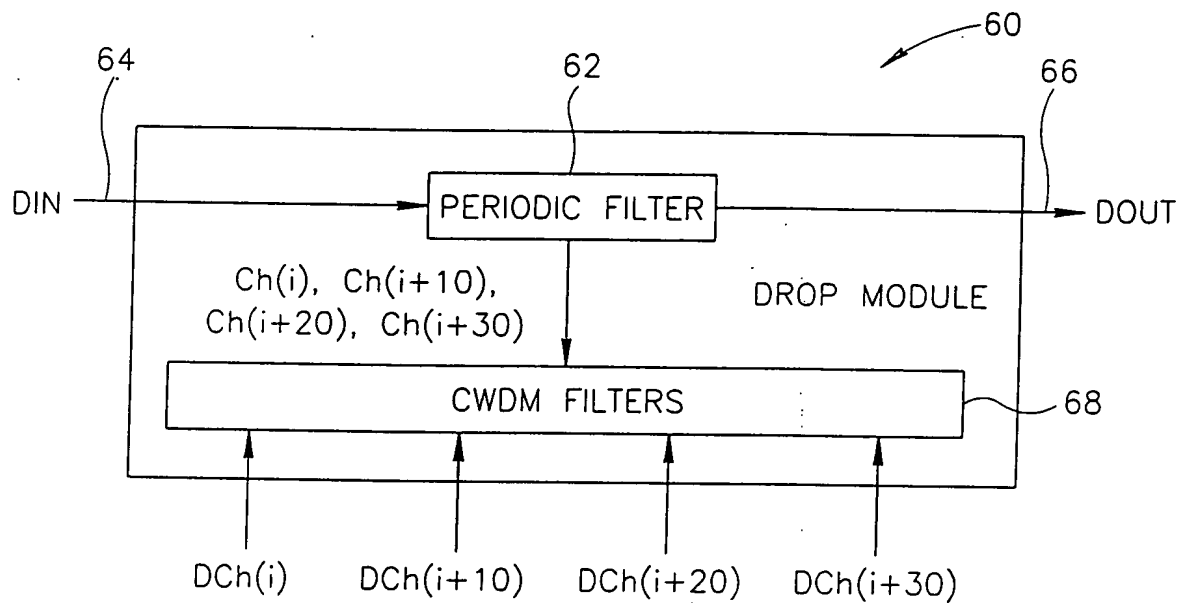 60
64
62
66
DIN
PERIODIC FILTER
DOUT
Ch(i), Ch(i+10),
Ch(i+20), Ch(i+30)
DROP MODULE
CWDM FILTERS
68
DCh(i)
DCh(i+10)
DCh(i+20)
DCh(i+30)